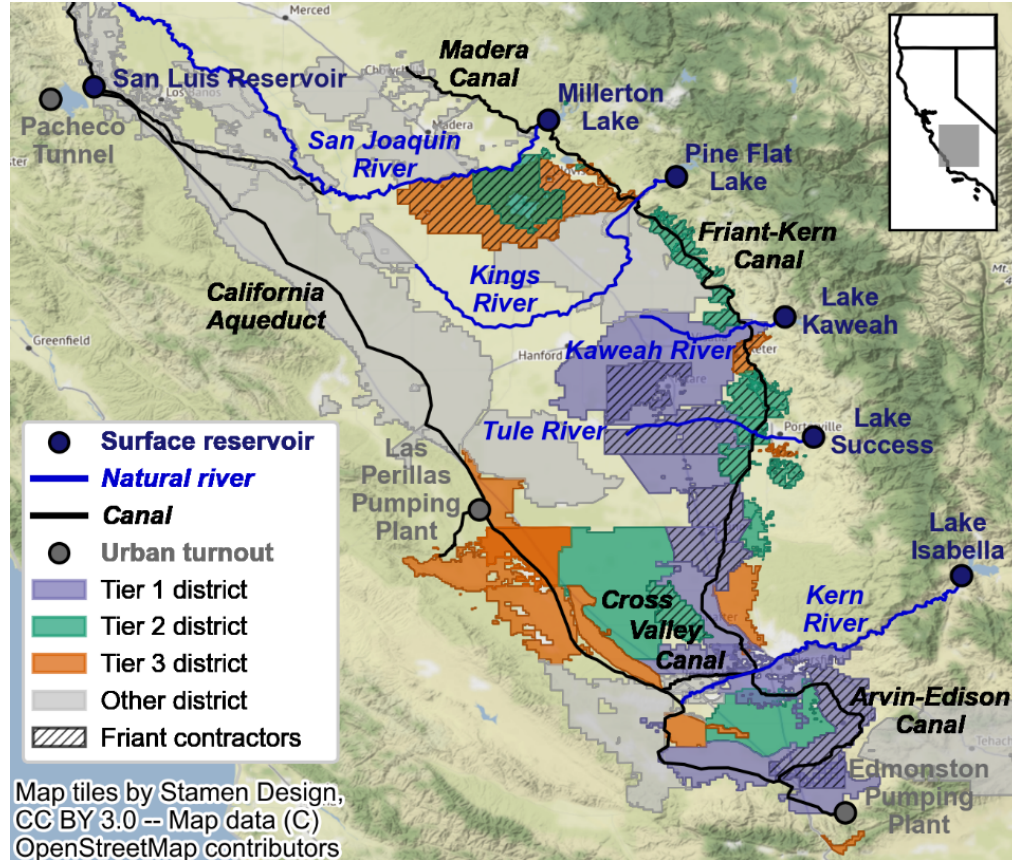 Merced
Madera
Canal
San Luis Reservoir
Los Banos
Millerton
Lake
Pacheco
Tunnel
Madera
San Joaquin
River
Pine Flat
Lake
Friant-Kern
Canal
Kings
River
California
Aqueduct
Lake
Kaweah
Greenfield
Hanford
Kaweah River
Tule River
Porterville
Lake
Success
Las
Perillas
Pumping
Plant
Lake
Isabella
Kern
River
Cross
Valley
Canal
Arvin-Edison
Canal
Edmonston
Pumping
Plant
Surface reservoir
Natural river
Canal
Urban turnout
Tier 1 district
Tier 2 district
Tier 3 district
Other district
Friant contractors
Map tiles by Stamen Design,
CC BY 3.0 -- Map data (C)
OpenStreetMap contributors